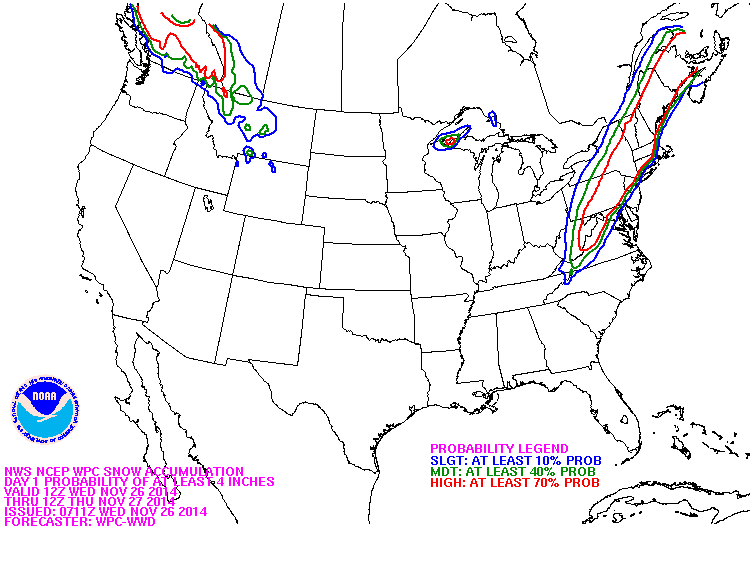 NOAA
NWS NCEP WPC SNOW ACCUMULATION
DAY 1 PROBABILITY OF AT LEAST 4 INCHES
VALID 12Z WED NOV 26 2014
THRU 12Z THU NOV 27 2014
ISSUED: 0711Z WED NOV 26 2014
FORECASTER: WPC-WWD
PROBABILITY LEGEND
SLGT: AT LEAST 10% PROB
MDT: AT LEAST 40% PROB
HIGH: AT LEAST 70% PROB